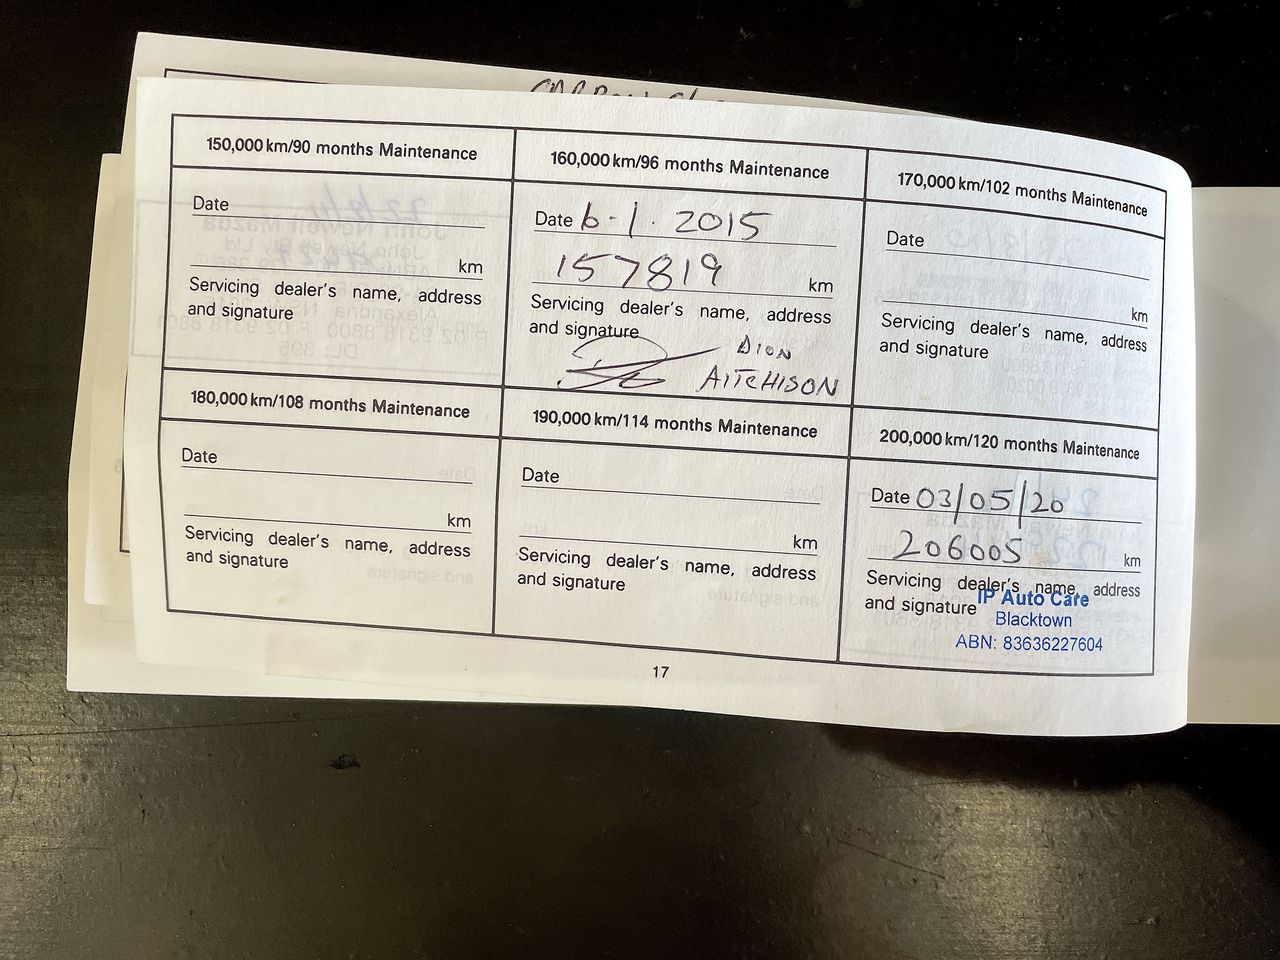 150,000 km/90 months Maintenance
Date
km
Servicing dealer's name, address
and signature
160,000 km/96 months Maintenance
Date 6-1. 2015
157819 km
Servicing dealer's name, address
and signature
DION
AITCHISON
170,000 km/102 months Maintenance
Date
km
Servicing dealer's name, address
and signature
180,000 km/108 months Maintenance
Date
km
Servicing dealer's name, address
and signature
190,000 km/114 months Maintenance
Date
km
Servicing dealer's name, address
and signature
200,000 km/120 months Maintenance
Date 03/05/20
206005 km
Servicing dealer's name, address
and signature
IP Auto Care
Blacktown
ABN: 83636227604
17